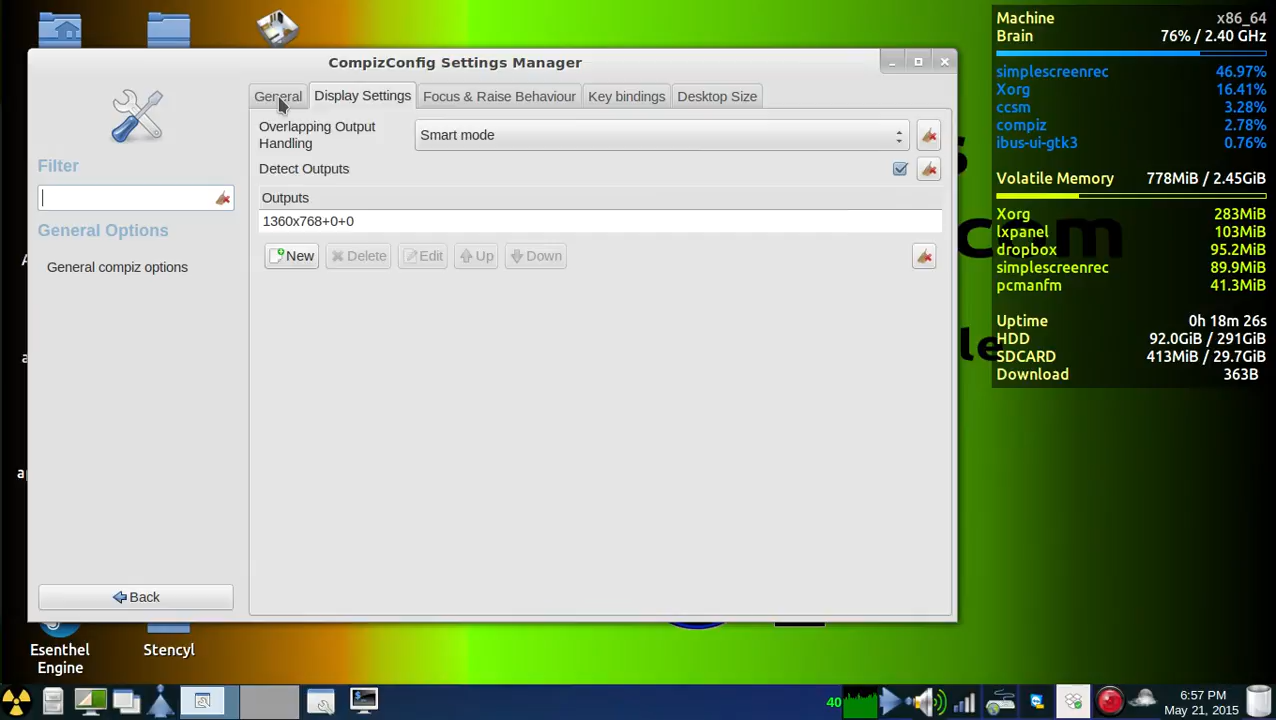 CompizConfig Settings Manager
Filter
General Options
General compiz options
Back
General
Display Settings
Focus & Raise Behaviour
Key bindings
Desktop Size
Overlapping Output
Handling
Smart mode
Detect Outputs
Outputs
1360x768+0+0
New
Delete
Edit
Up
Down
Machine x86_64
Brain 76% / 2.40 GHz
simplescreenrec 46.97%
Xorg 16.41%
ccsm 3.28%
compiz 2.78%
ibus-ui-gtk3 0.76%
Volatile Memory 778MiB / 2.45GiB
Xorg 283MiB
lxpanel 103MiB
dropbox 95.2MiB
simplescreenrec 89.9MiB
pcmanfm 41.3MiB
Uptime 0h 18m 26s
HDD 92.0GiB / 291GiB
SDCARD 413MiB / 29.7GiB
Download 363B
com
le
Esenthel
Engine
Stencyl
40
6:57 PM
May 21, 2015